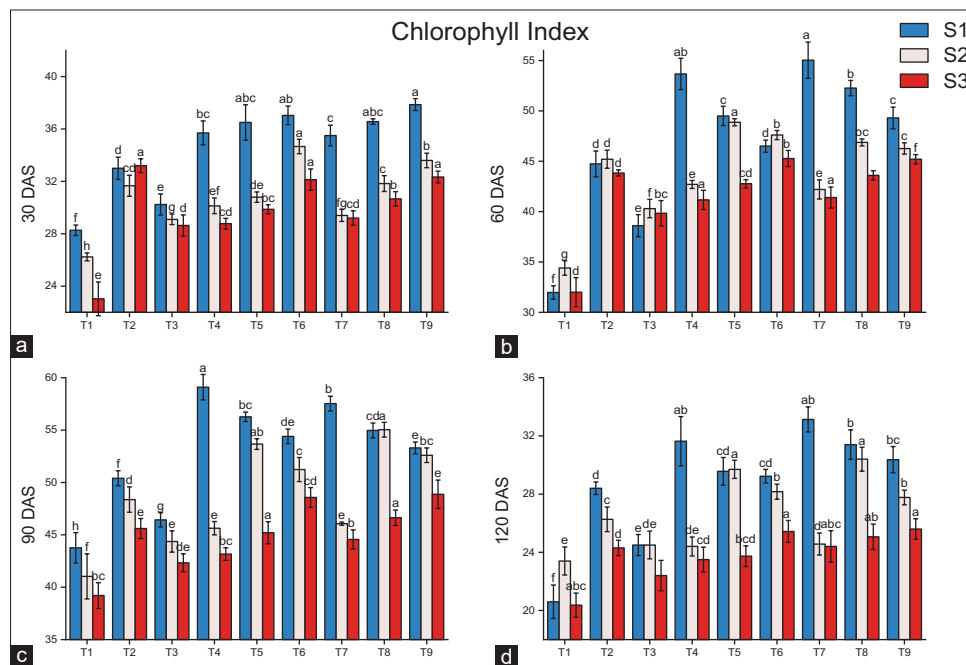 Chlorophyll Index
S1
S2
S3
30 DAS
40
36
32
28
24
f h e
d cd a
e g d
bc ef cd
abc de bc
ab a a
c fg cd
abc c b
a b a
T1 T2 T3 T4 T5 T6 T7 T8 T9
a
60 DAS
55
50
45
40
35
30
f g d
d d d
e f bc
ab d a
c a cd
d b b
a d a
b bc
e c f
T1 T2 T3 T4 T5 T6 T7 T8 T9
b
90 DAS
60
55
50
45
40
35
h f bc
f d e
g e de
a e bc
bc ab a
de c cd
b e b
cd a a
e bc e
T1 T2 T3 T4 T5 T6 T7 T8 T9
c
120 DAS
36
32
28
24
20
f e abc
d c d
de de e
ab de cd
cd a bcd
cd b c
ab d abc
b a ab
bc b a
T1 T2 T3 T4 T5 T6 T7 T8 T9
d